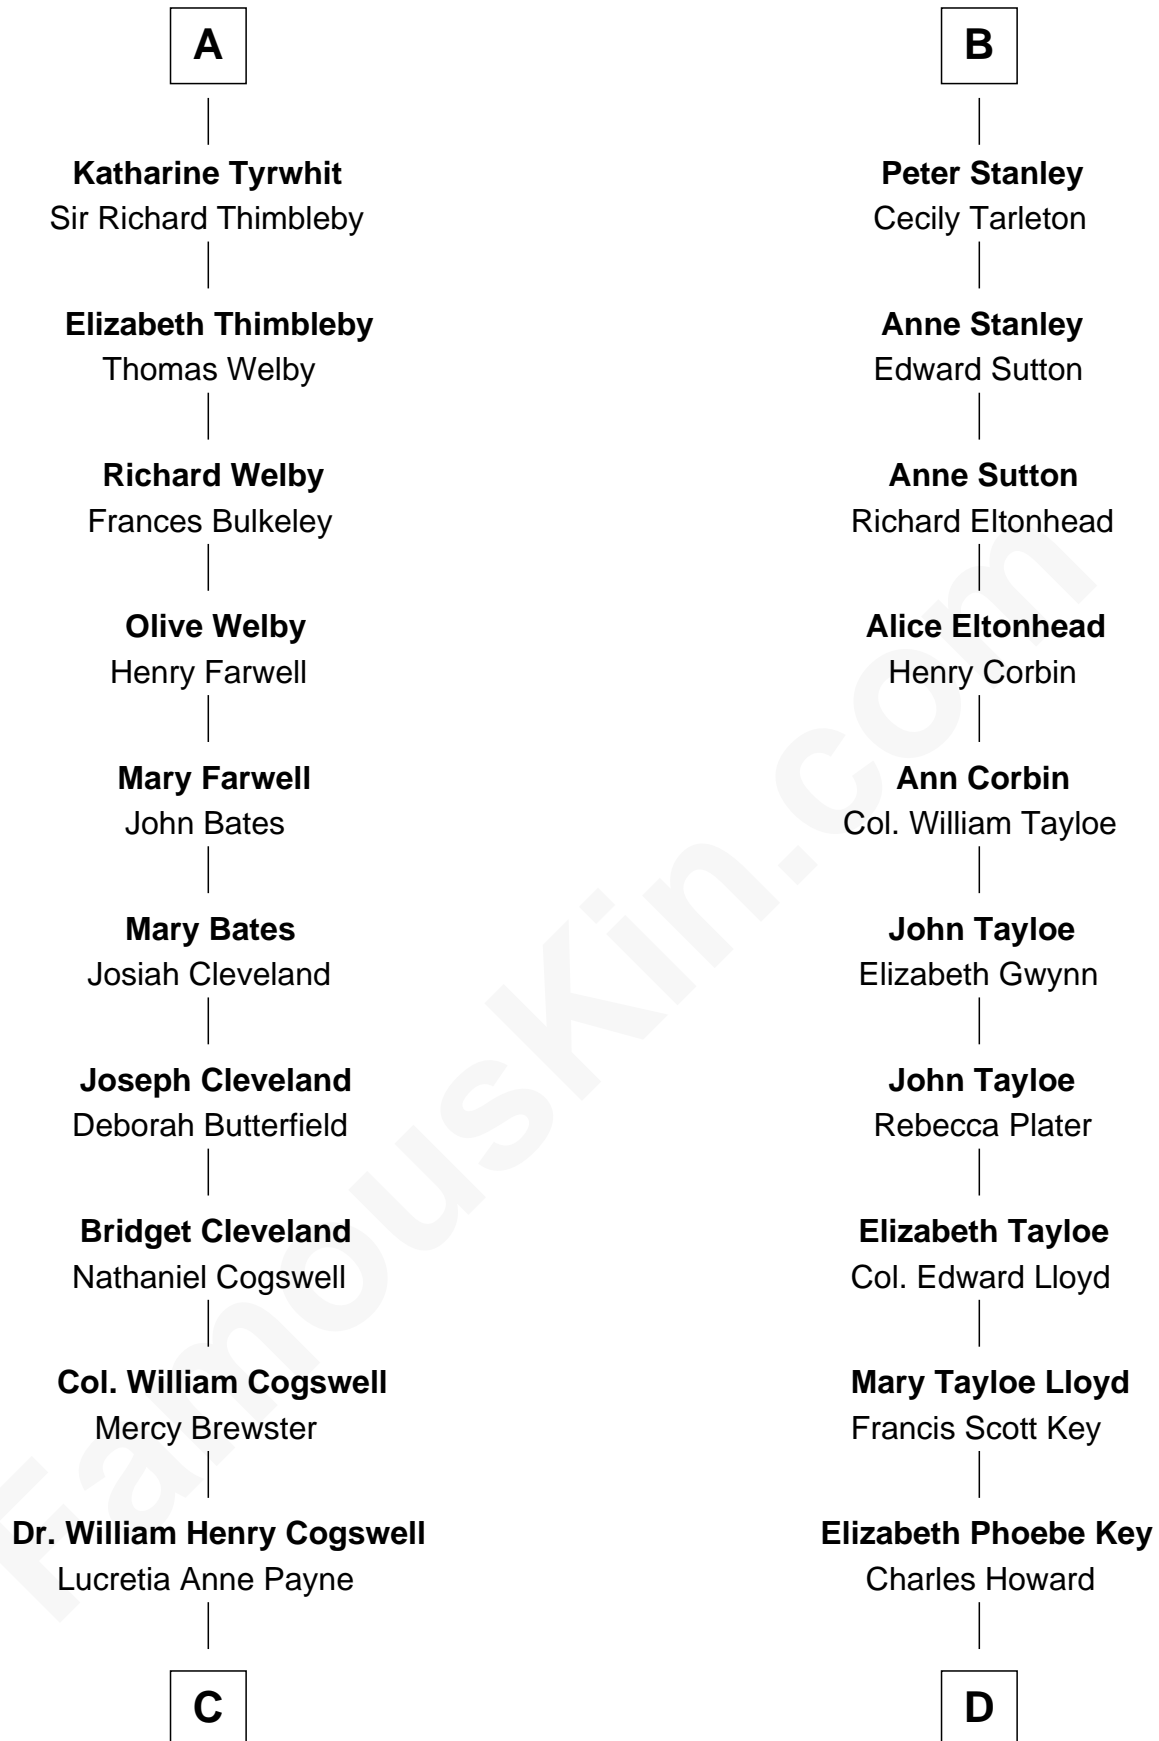 A
Katharine Tyrwhit
Sir Richard Thimbleby
Elizabeth Thimbleby
Thomas Welby
Richard Welby
Frances Bulkeley
Olive Welby
Henry Farwell
Mary Farwell
John Bates
Mary Bates
Josiah Cleveland
Joseph Cleveland
Deborah Butterfield
Bridget Cleveland
Nathaniel Cogswell
Col. William Cogswell
Mercy Brewster
Dr. William Henry Cogswell
Lucretia Anne Payne
C
B
Peter Stanley
Cecily Tarleton
Anne Stanley
Edward Sutton
Anne Sutton
Richard Eltonhead
Alice Eltonhead
Henry Corbin
Ann Corbin
Col. William Tayloe
John Tayloe
Elizabeth Gwynn
John Tayloe
Rebecca Plater
Elizabeth Tayloe
Col. Edward Lloyd
Mary Tayloe Lloyd
Francis Scott Key
Elizabeth Phoebe Key
Charles Howard
D
FamousKin.com